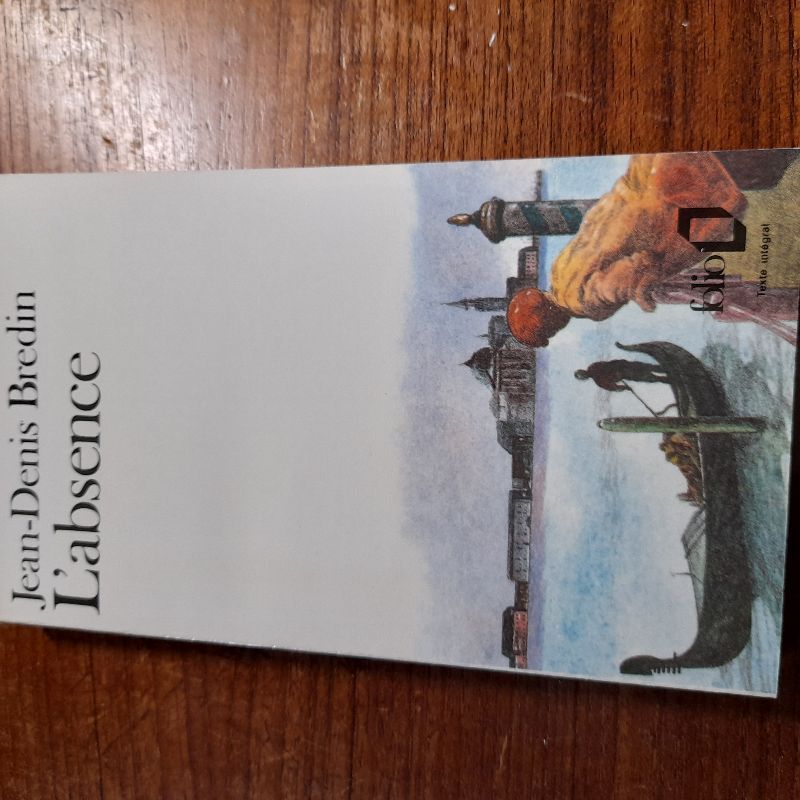 Jean-Denis Bredin
L'absence
folio
Texte intégral